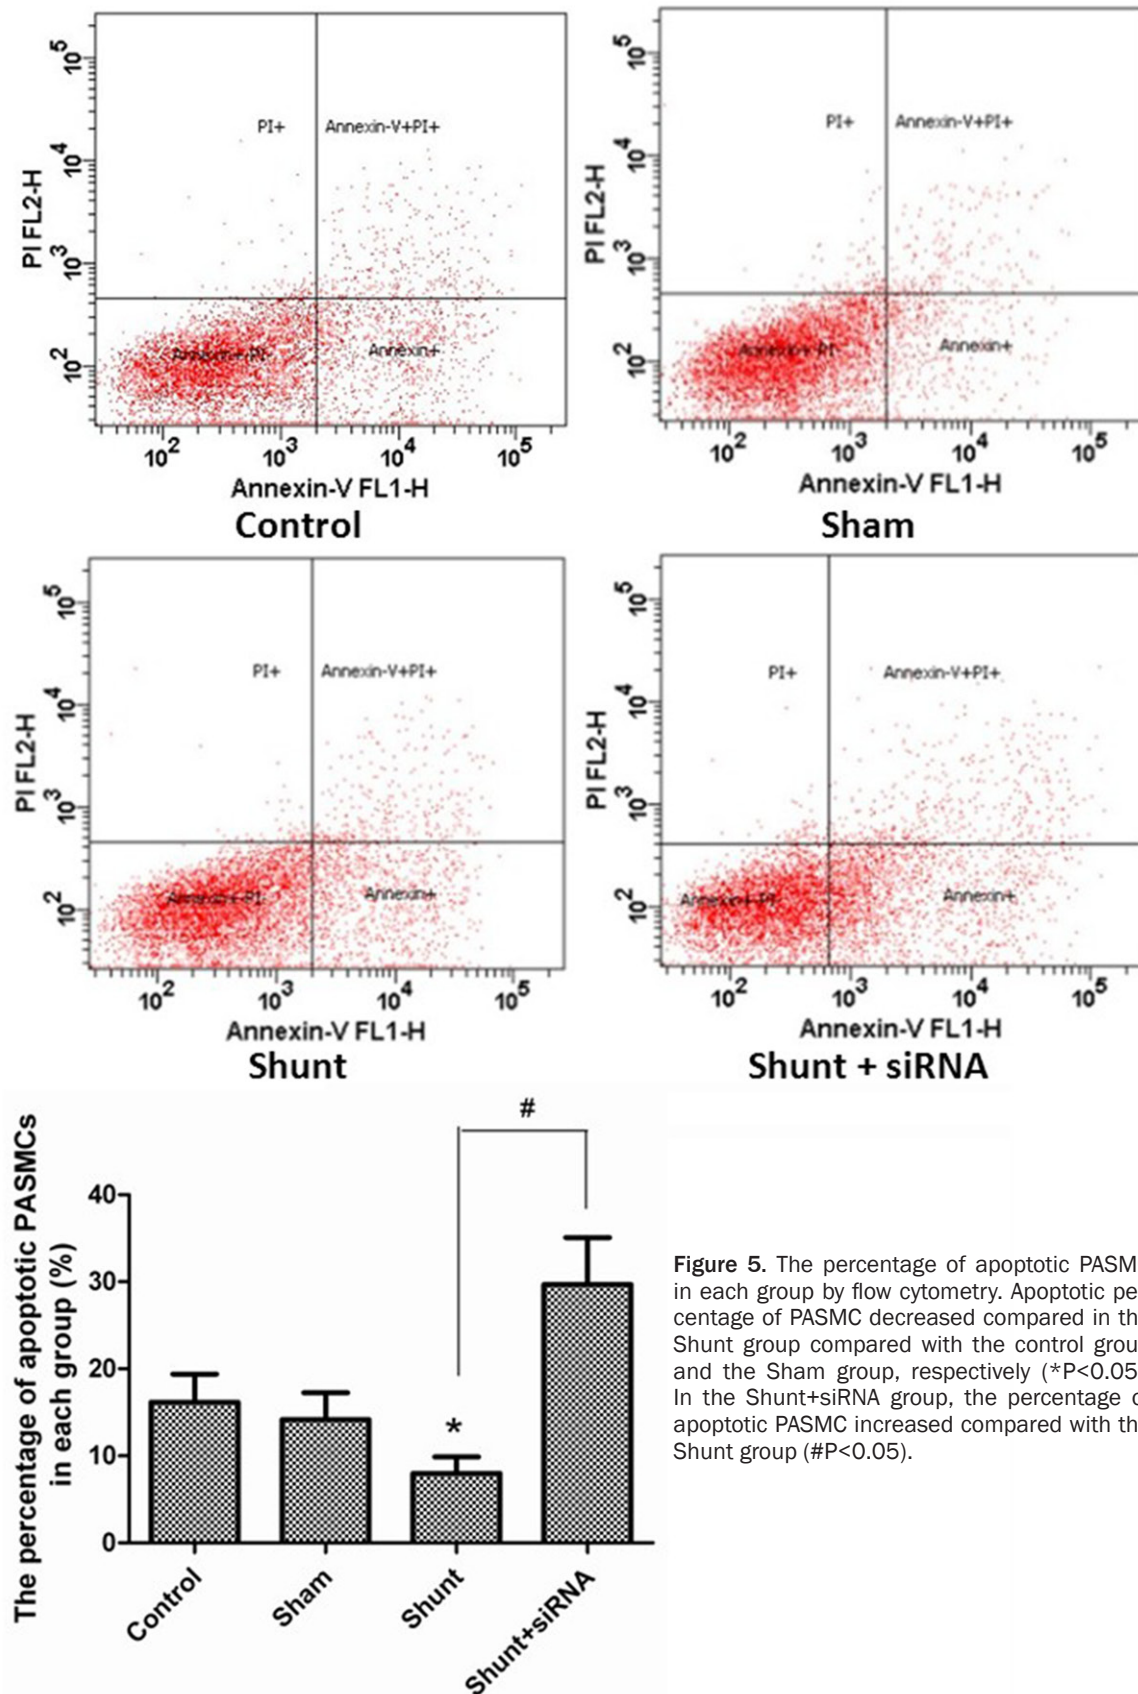 PI+ Annexin-V+PI+
Annexin+
PI FL2-H
10^5
10^4
10^3
10^2
10^2 10^3 10^4 10^5
Annexin-V FL1-H
Control
PI+ Annexin-V+PI+
Annexin+
PI FL2-H
10^5
10^4
10^3
10^2
10^2 10^3 10^4 10^5
Annexin-V FL1-H
Sham
PI+ Annexin-V+PI+
Annexin+
PI FL2-H
10^5
10^4
10^3
10^2
10^2 10^3 10^4 10^5
Annexin-V FL1-H
Shunt
PI+ Annexin-V+PI+
Annexin+
PI FL2-H
10^5
10^4
10^3
10^2
10^2 10^3 10^4 10^5
Annexin-V FL1-H
Shunt + siRNA
The percentage of apoptotic PASMCs
in each group (%)
40
30
20
10
0
#
*
Control
Sham
Shunt
Shunt+siRNA
Figure 5. The percentage of apoptotic PASM
in each group by flow cytometry. Apoptotic pe
centage of PASMC decreased compared in th
Shunt group compared with the control grou
and the Sham group, respectively (*P<0.05
In the Shunt+siRNA group, the percentage o
apoptotic PASMC increased compared with th
Shunt group (#P<0.05).